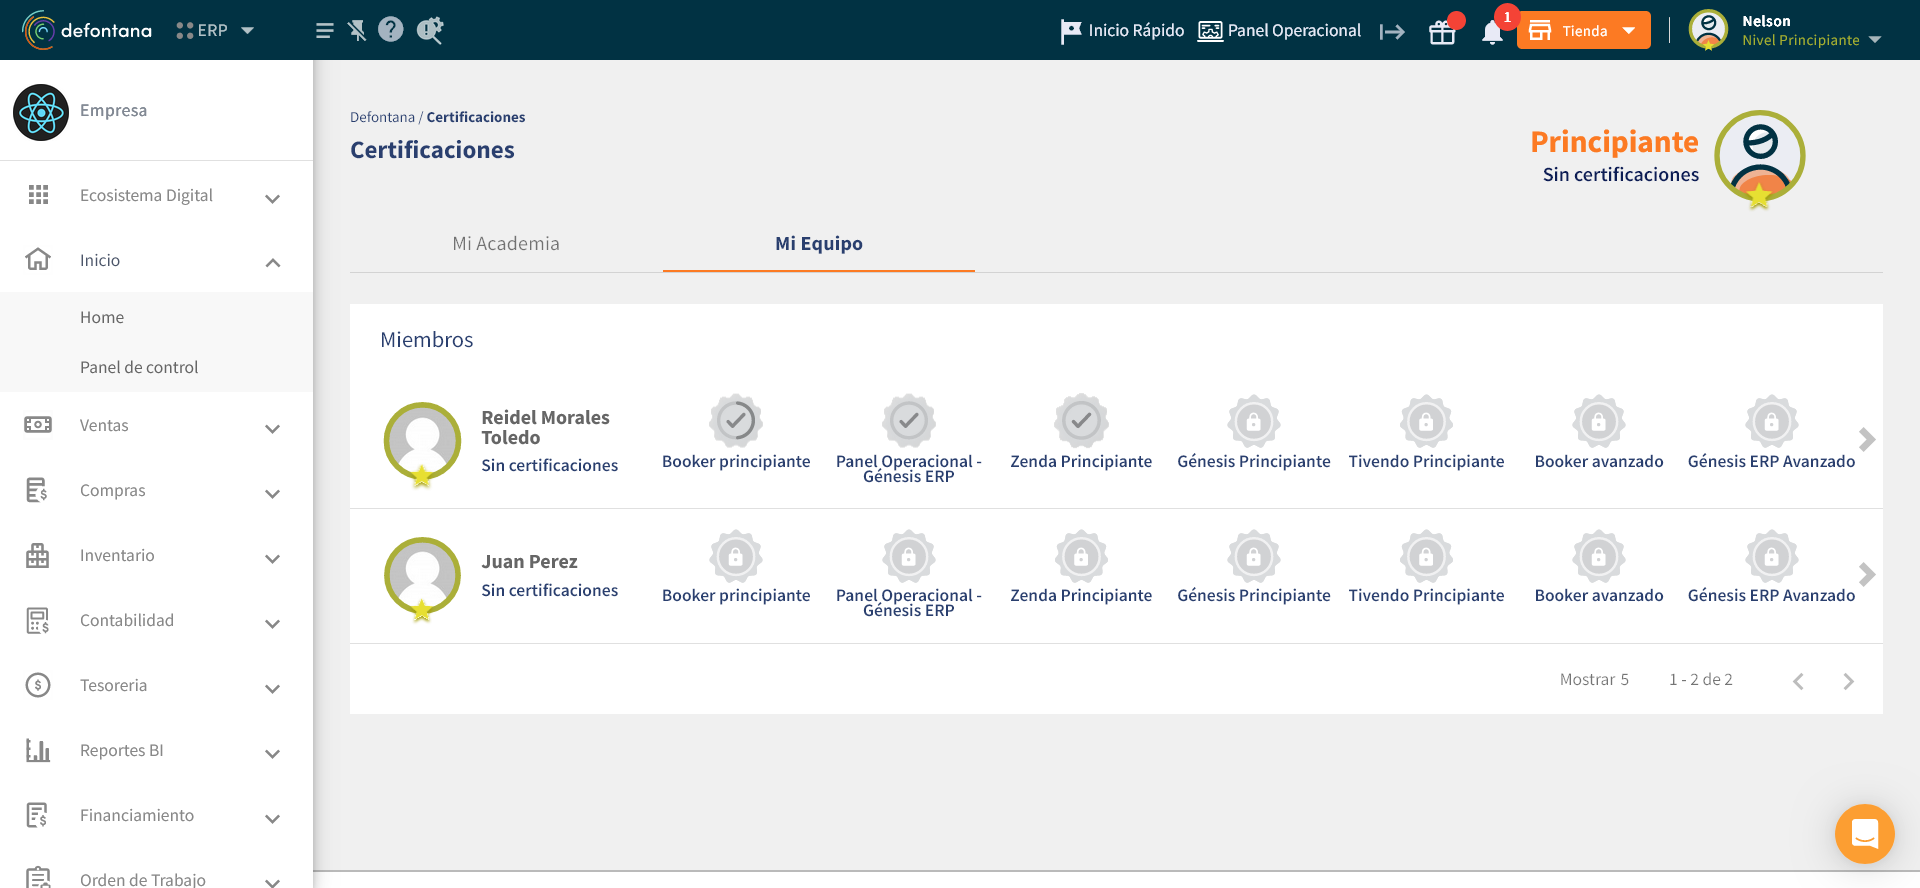 defontana
ERP
Inicio Rápido
Panel Operacional
1
Tienda
Nelson
Nivel Principiante
Empresa
Ecosistema Digital
Inicio
Home
Panel de control
Ventas
Compras
Inventario
Contabilidad
Tesoreria
Reportes BI
Financiamiento
Orden de Trabajo
Defontana / Certificaciones
Certificaciones
Principiante
Sin certificaciones
Mi Academia
Mi Equipo
Miembros
Reidel Morales
Toledo
Sin certificaciones
Booker principiante
Panel Operacional -
Génesis ERP
Zenda Principiante
Génesis Principiante
Tivendo Principiante
Booker avanzado
Génesis ERP Avanzado
Juan Perez
Sin certificaciones
Booker principiante
Panel Operacional -
Génesis ERP
Zenda Principiante
Génesis Principiante
Tivendo Principiante
Booker avanzado
Génesis ERP Avanzado
Mostrar 5
1 - 2 de 2